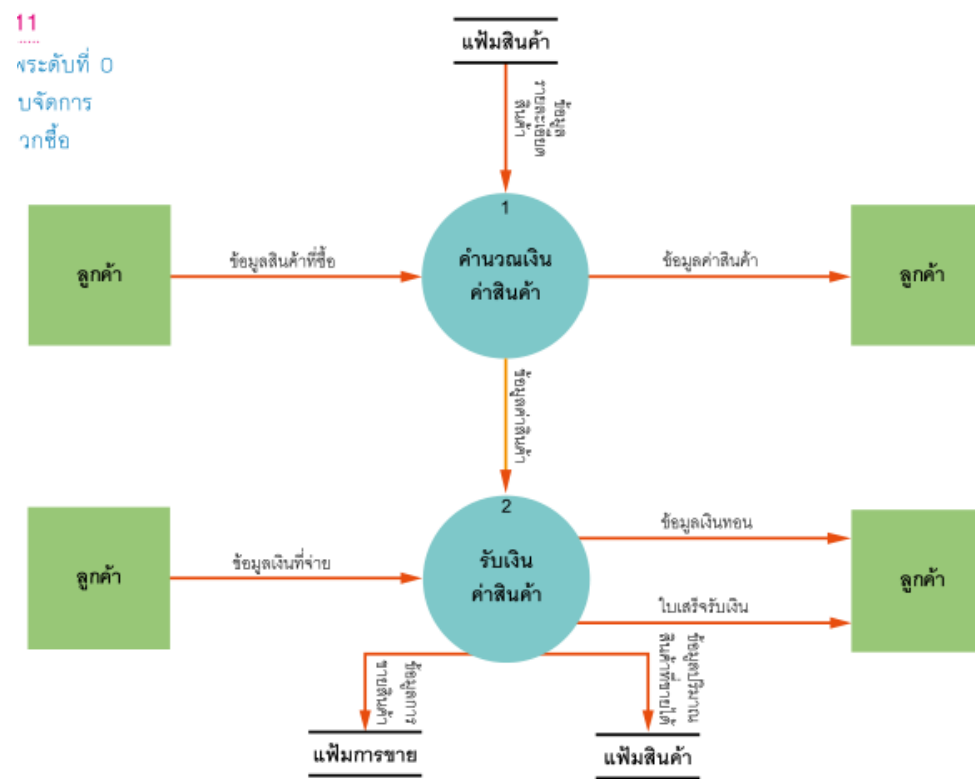 11
พระดับที่ 0
บจัดการ
วกซื้อ
แฟ้มสินค้า
ข้อมูล
รายละเอียด
สินค้า
1
คำนวณเงิน
ค่าสินค้า
ลูกค้า
ข้อมูลสินค้าที่ซื้อ
ข้อมูลค่าสินค้า
ลูกค้า
ข้อมูลค่าสินค้า
2
รับเงิน
ค่าสินค้า
ลูกค้า
ข้อมูลเงินที่จ่าย
ข้อมูลเงินทอน
ใบเสร็จรับเงิน
ลูกค้า
ข้อมูลการ
ขายสินค้า
ข้อมูลปริมาณ
สินค้าที่ขายได้
แฟ้มการขาย
แฟ้มสินค้า